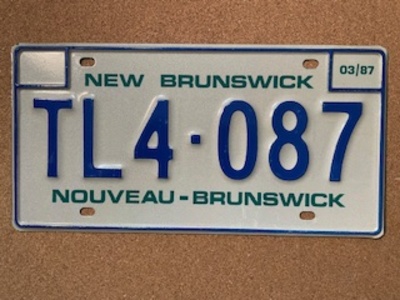 03/87
NEW BRUNSWICK
TL4·087
NOUVEAU-BRUNSWICK